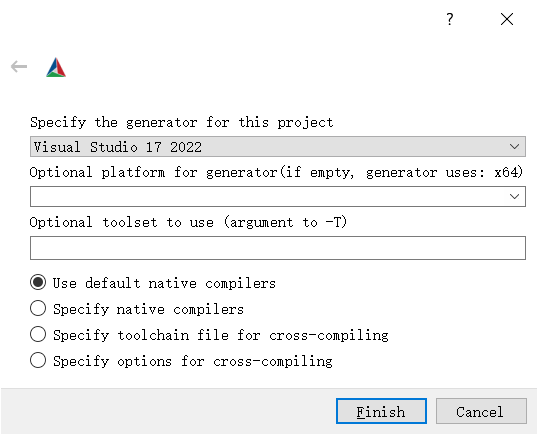 ?
Specify the generator for this project
Visual Studio 17 2022
Optional platform for generator(if empty, generator uses: x64)
Optional toolset to use (argument to -T)
Use default native compilers
Specify native compilers
Specify toolchain file for cross-compiling
Specify options for cross-compiling
Finish Cancel